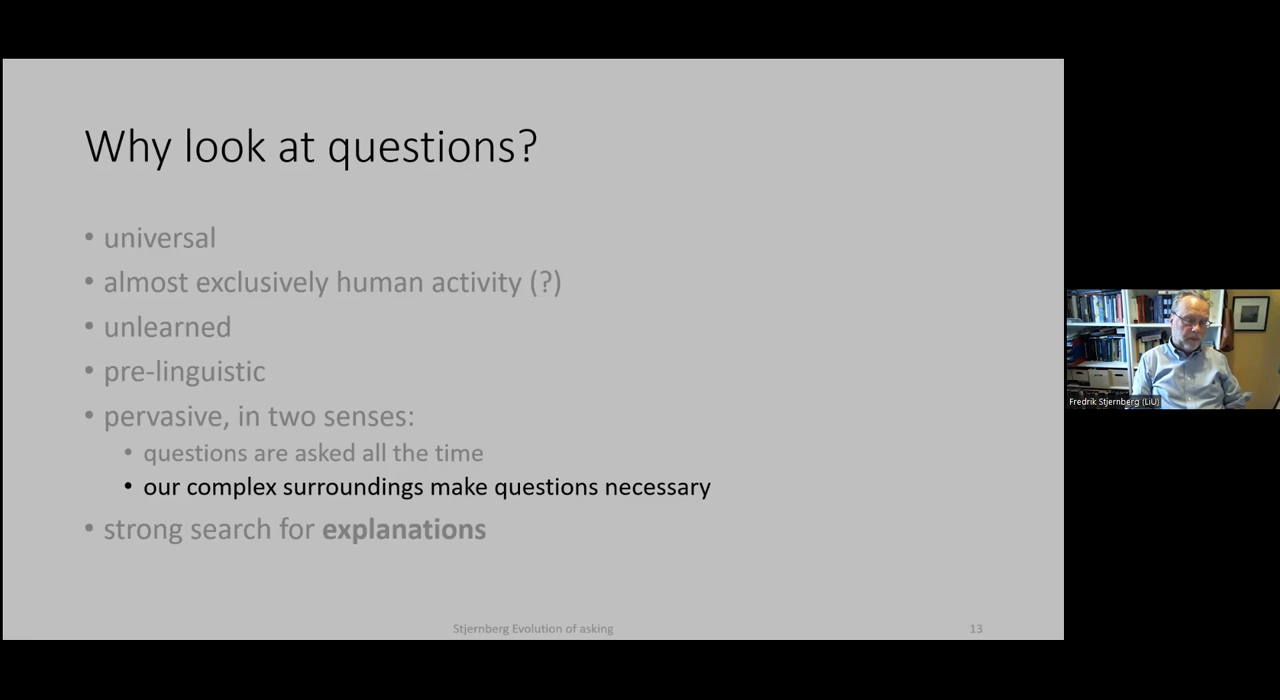 Why look at questions?
• universal
• almost exclusively human activity (?)
• unlearned
• pre-linguistic
• pervasive, in two senses:
• questions are asked all the time
• our complex surroundings make questions necessary
• strong search for explanations
Stjernberg Evolution of asking
13
Fredrik Stjernberg (LiU)